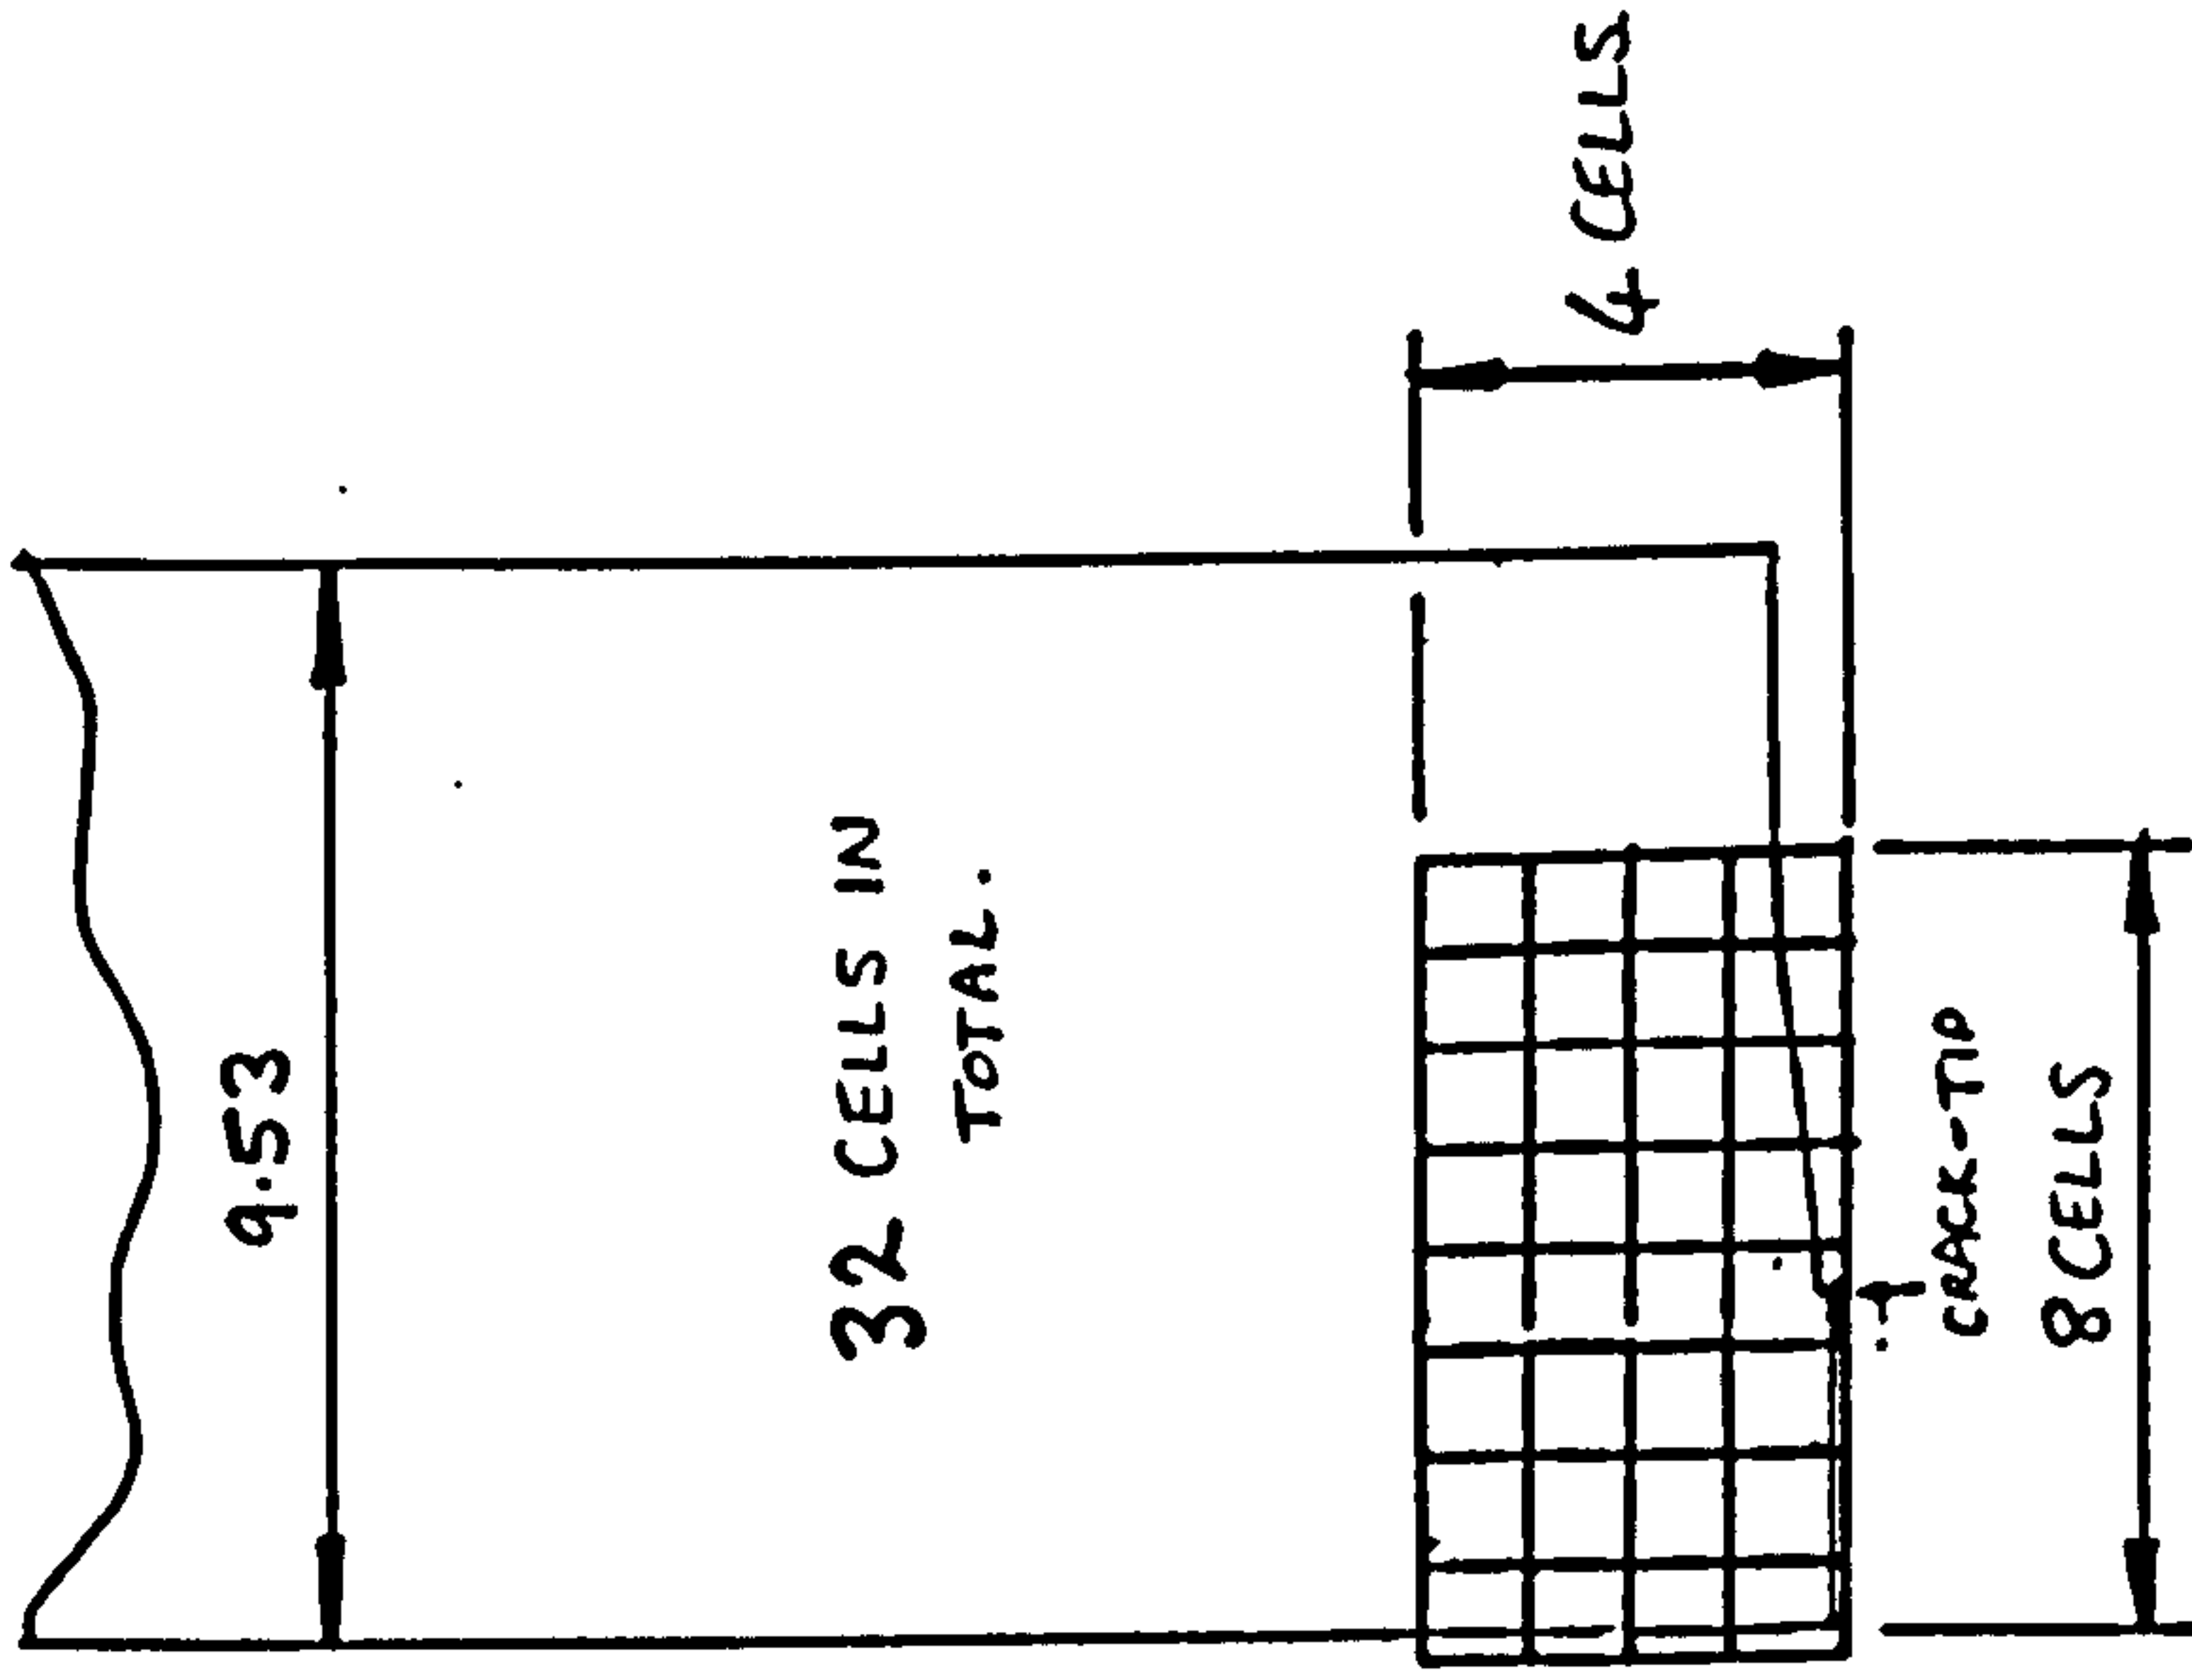 9.53
4 CELLS
32 CELLS IN
TOTAL.
CRACK-TIP
8 CELLS